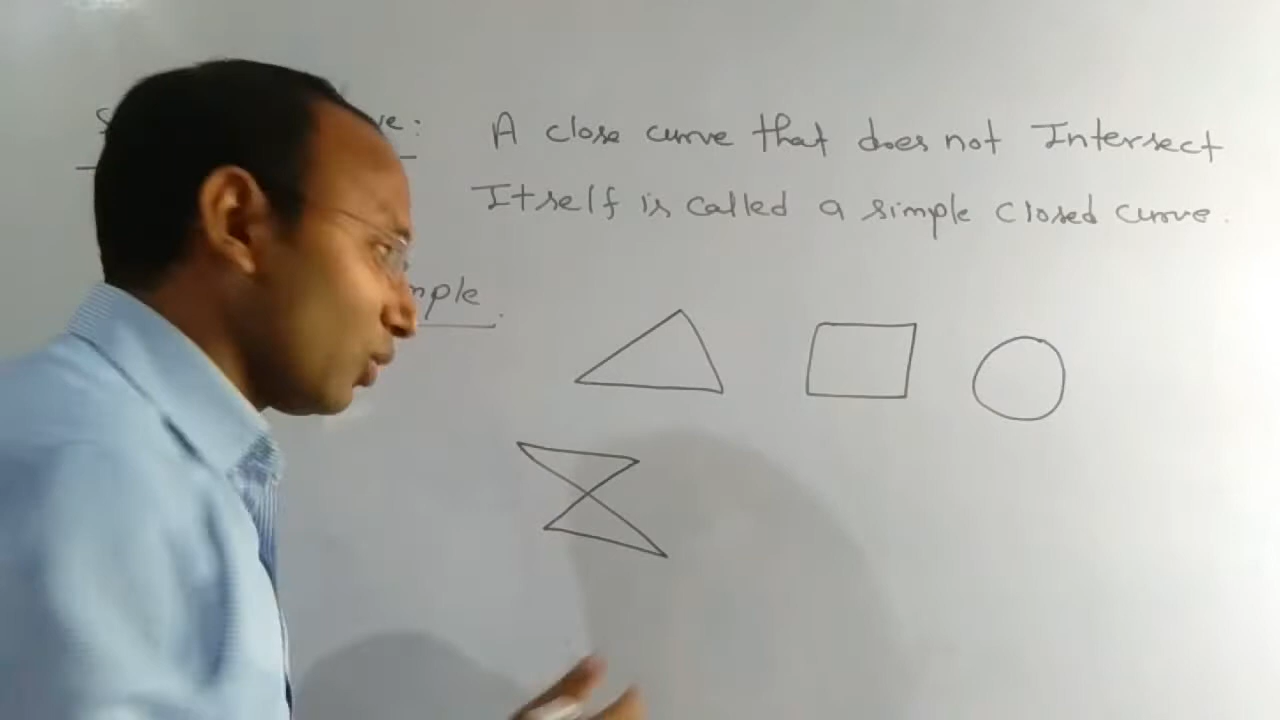 A close curve that does not Intersect
Itself is called a simple closed curve.